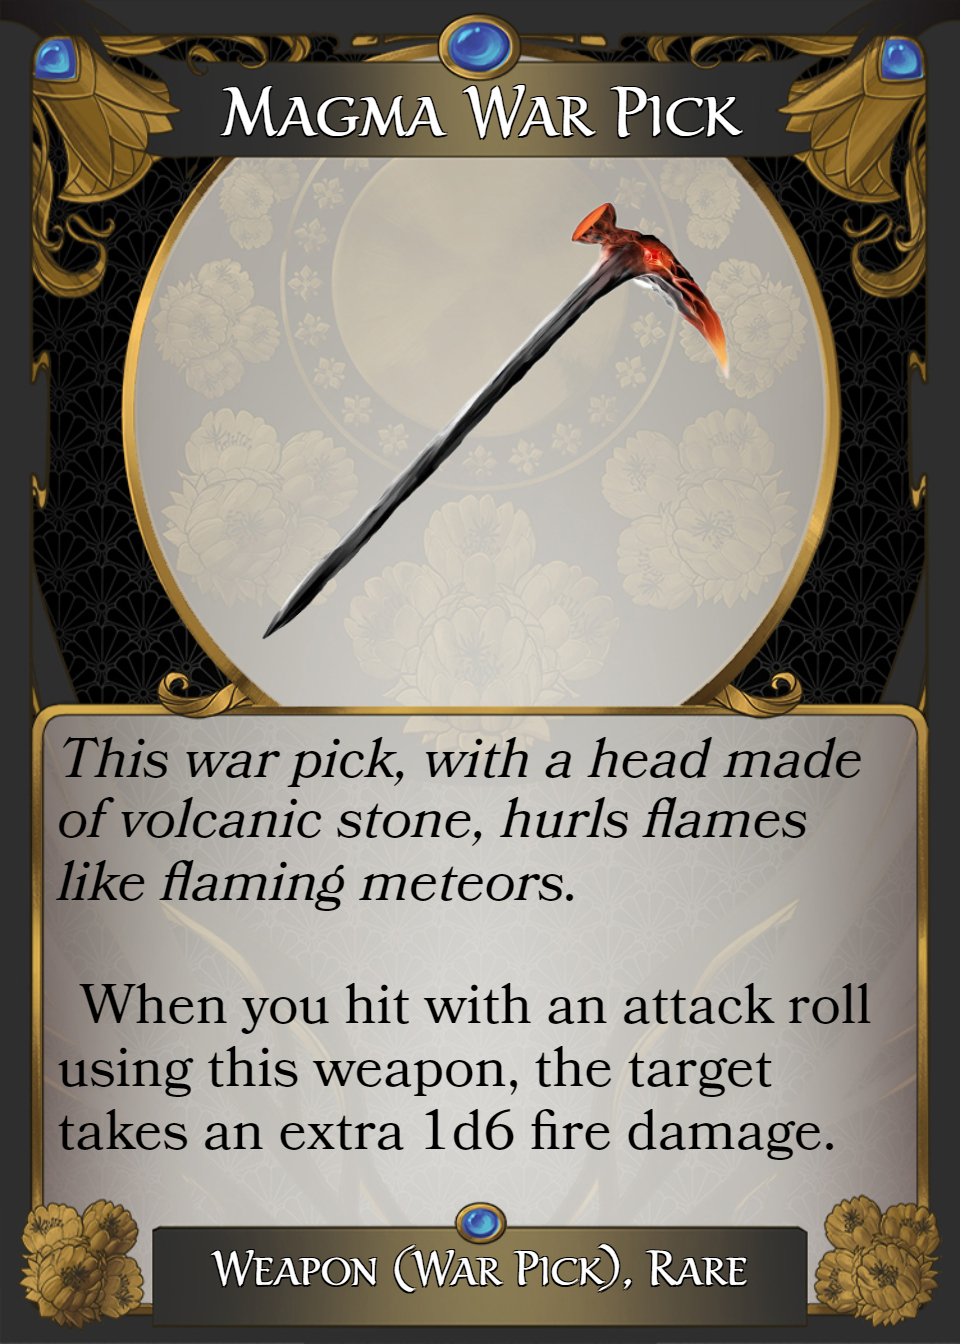 Magma War Pick
This war pick, with a head made
of volcanic stone, hurls flames
like flaming meteors.
When you hit with an attack roll
using this weapon, the target
takes an extra 1d6 fire damage.
Weapon (War Pick), Rare